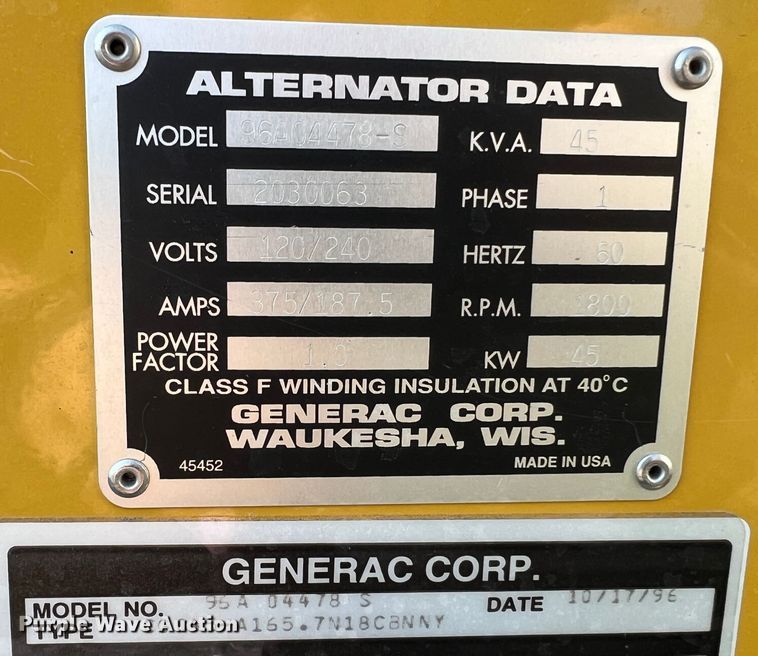 ALTERNATOR DATA
MODEL 96A04478-S K.V.A. 45
SERIAL 2030063 PHASE 1
VOLTS 120/240 HERTZ 60
AMPS 375/187.5 R.P.M. 1800
POWER FACTOR 1.0 KW 45
CLASS F WINDING INSULATION AT 40°C
GENERAC CORP.
WAUKESHA, WIS.
45452 MADE IN USA
GENERAC CORP.
MODEL NO. 96A 04478 S DATE 10/17/96
TYPE A165.7N18CBNNY
Purple Wave Auction